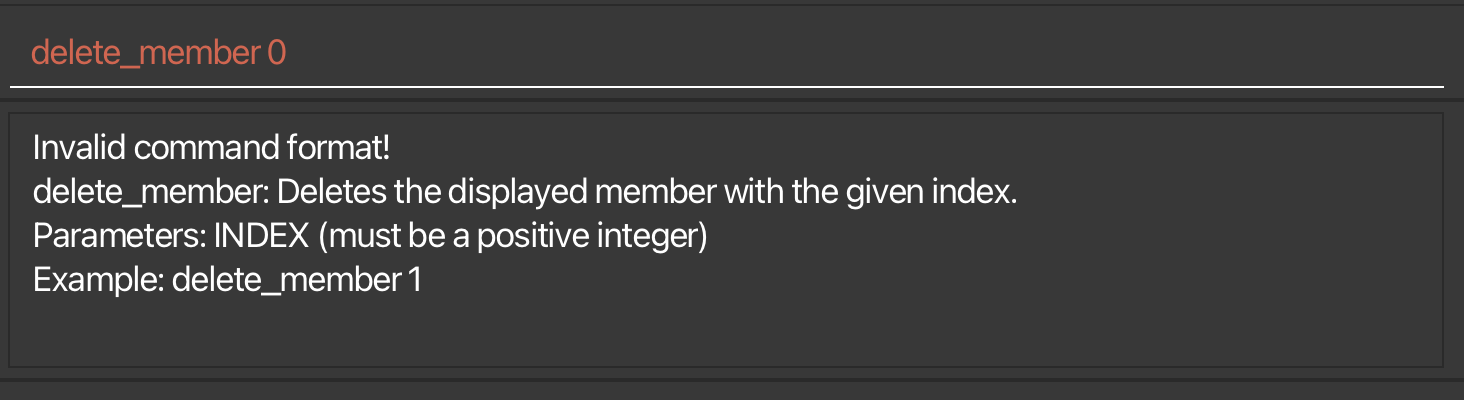 delete_member 0
Invalid command format!
delete_member: Deletes the displayed member with the given index.
Parameters: INDEX (must be a positive integer)
Example: delete_member 1